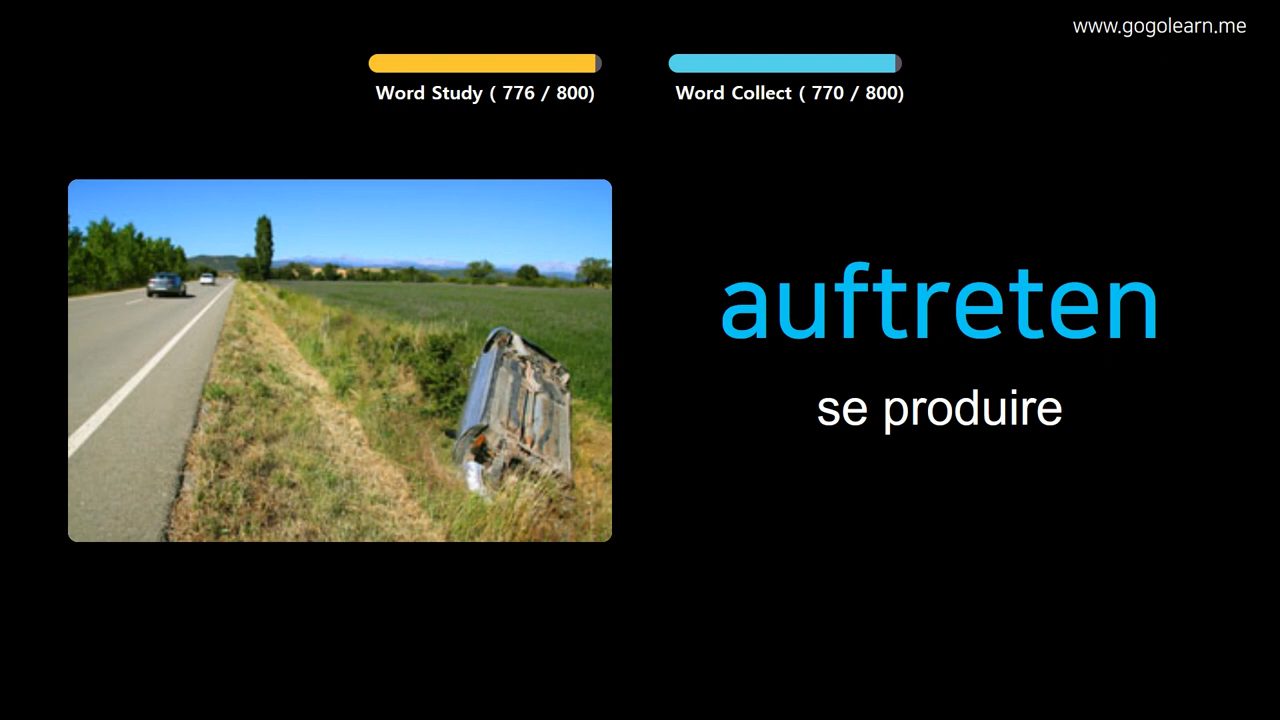 www.gogolearn.me
Word Study ( 776 / 800)
Word Collect ( 770 / 800)
auftreten
se produire